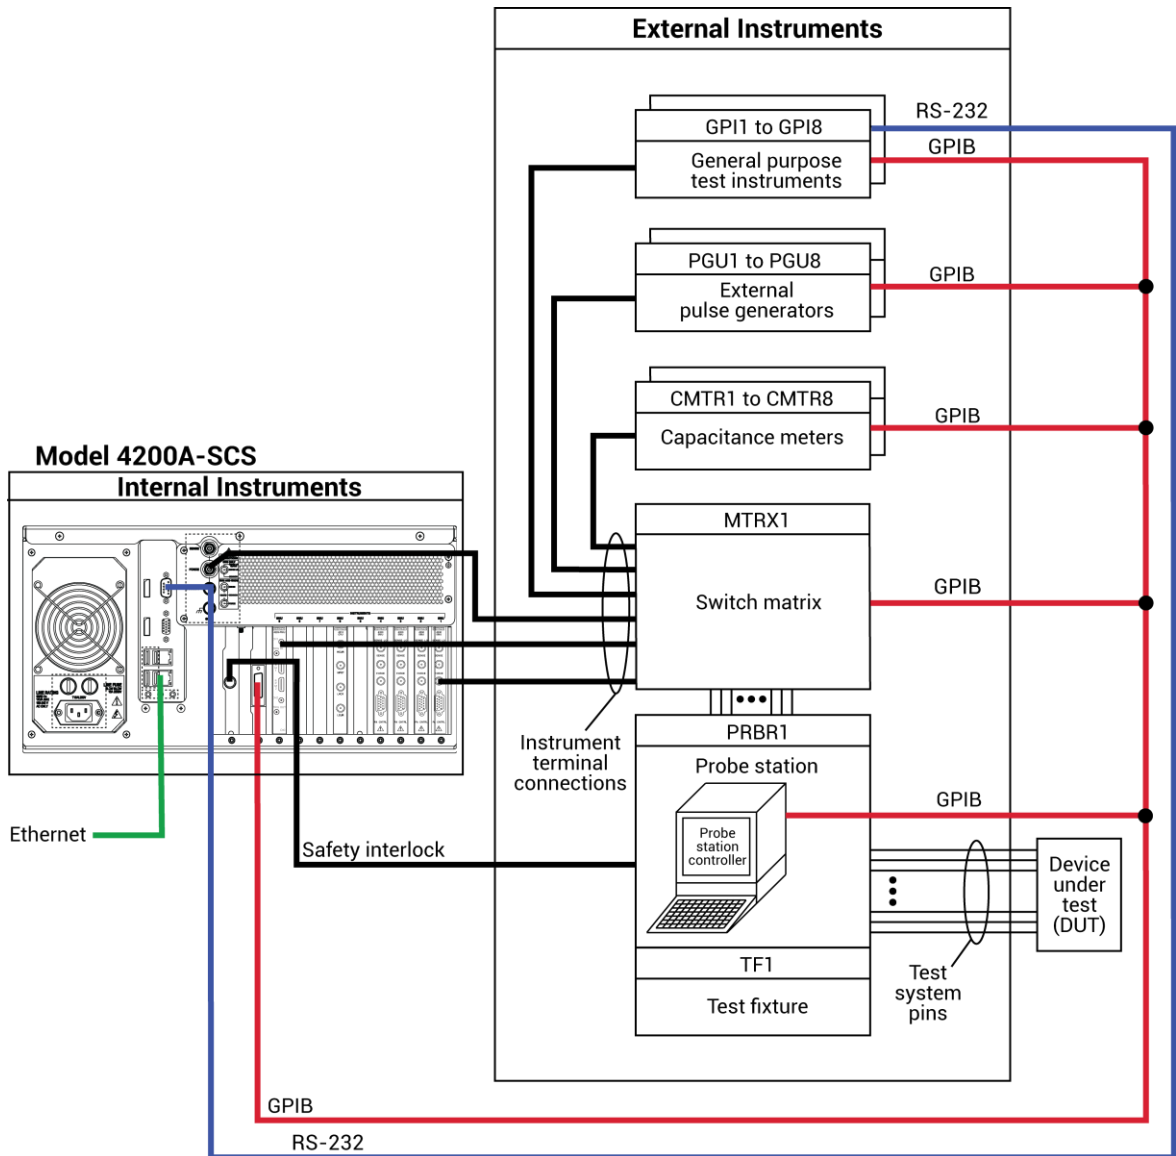 External Instruments
GPI1 to GPI8
General purpose
test instruments
RS-232
GPIB
PGU1 to PGU8
External
pulse generators
GPIB
CMTR1 to CMTR8
Capacitance meters
GPIB
Model 4200A-SCS
Internal Instruments
MTRX1
Switch matrix
GPIB
Instrument
terminal
connections
PRBR1
Probe station
Probe
station
controller
GPIB
Ethernet
Safety interlock
Device
under
test
(DUT)
TF1
Test fixture
Test
system
pins
GPIB
RS-232